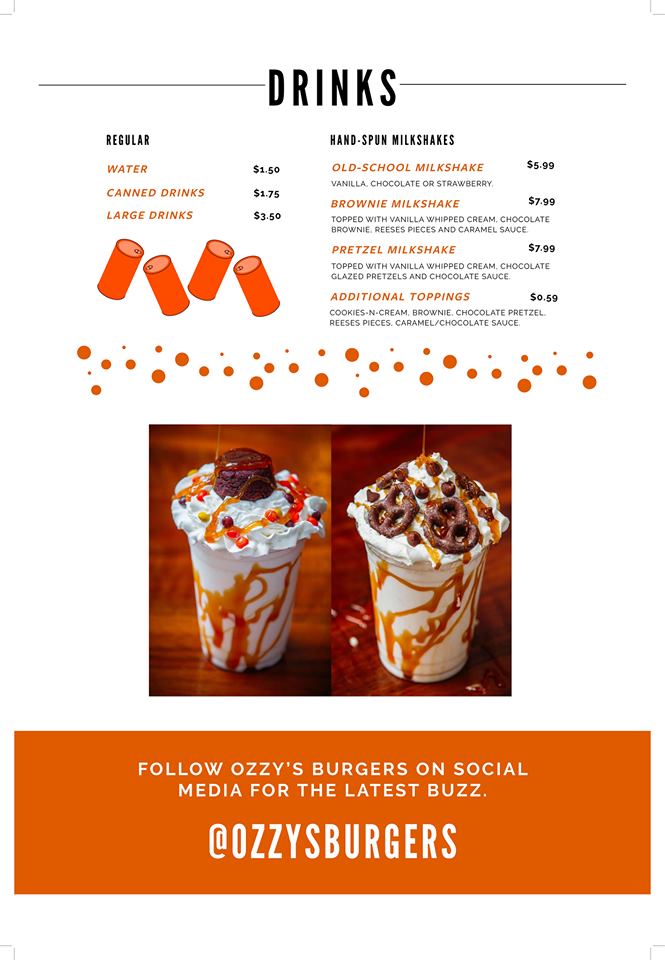 DRINKS
REGULAR
WATER $1.50
CANNED DRINKS $1.75
LARGE DRINKS $3.50
HAND-SPUN MILKSHAKES
OLD-SCHOOL MILKSHAKE $5.99
VANILLA, CHOCOLATE OR STRAWBERRY.
BROWNIE MILKSHAKE $7.99
TOPPED WITH VANILLA WHIPPED CREAM, CHOCOLATE
BROWNIE, REESES PIECES AND CARAMEL SAUCE.
PRETZEL MILKSHAKE $7.99
TOPPED WITH VANILLA WHIPPED CREAM, CHOCOLATE
GLAZED PRETZELS AND CHOCOLATE SAUCE.
ADDITIONAL TOPPINGS $0.59
COOKIES-N-CREAM, BROWNIE, CHOCOLATE PRETZEL,
REESES PIECES, CARAMEL/CHOCOLATE SAUCE.
FOLLOW OZZY'S BURGERS ON SOCIAL
MEDIA FOR THE LATEST BUZZ.
@OZZYSBURGERS